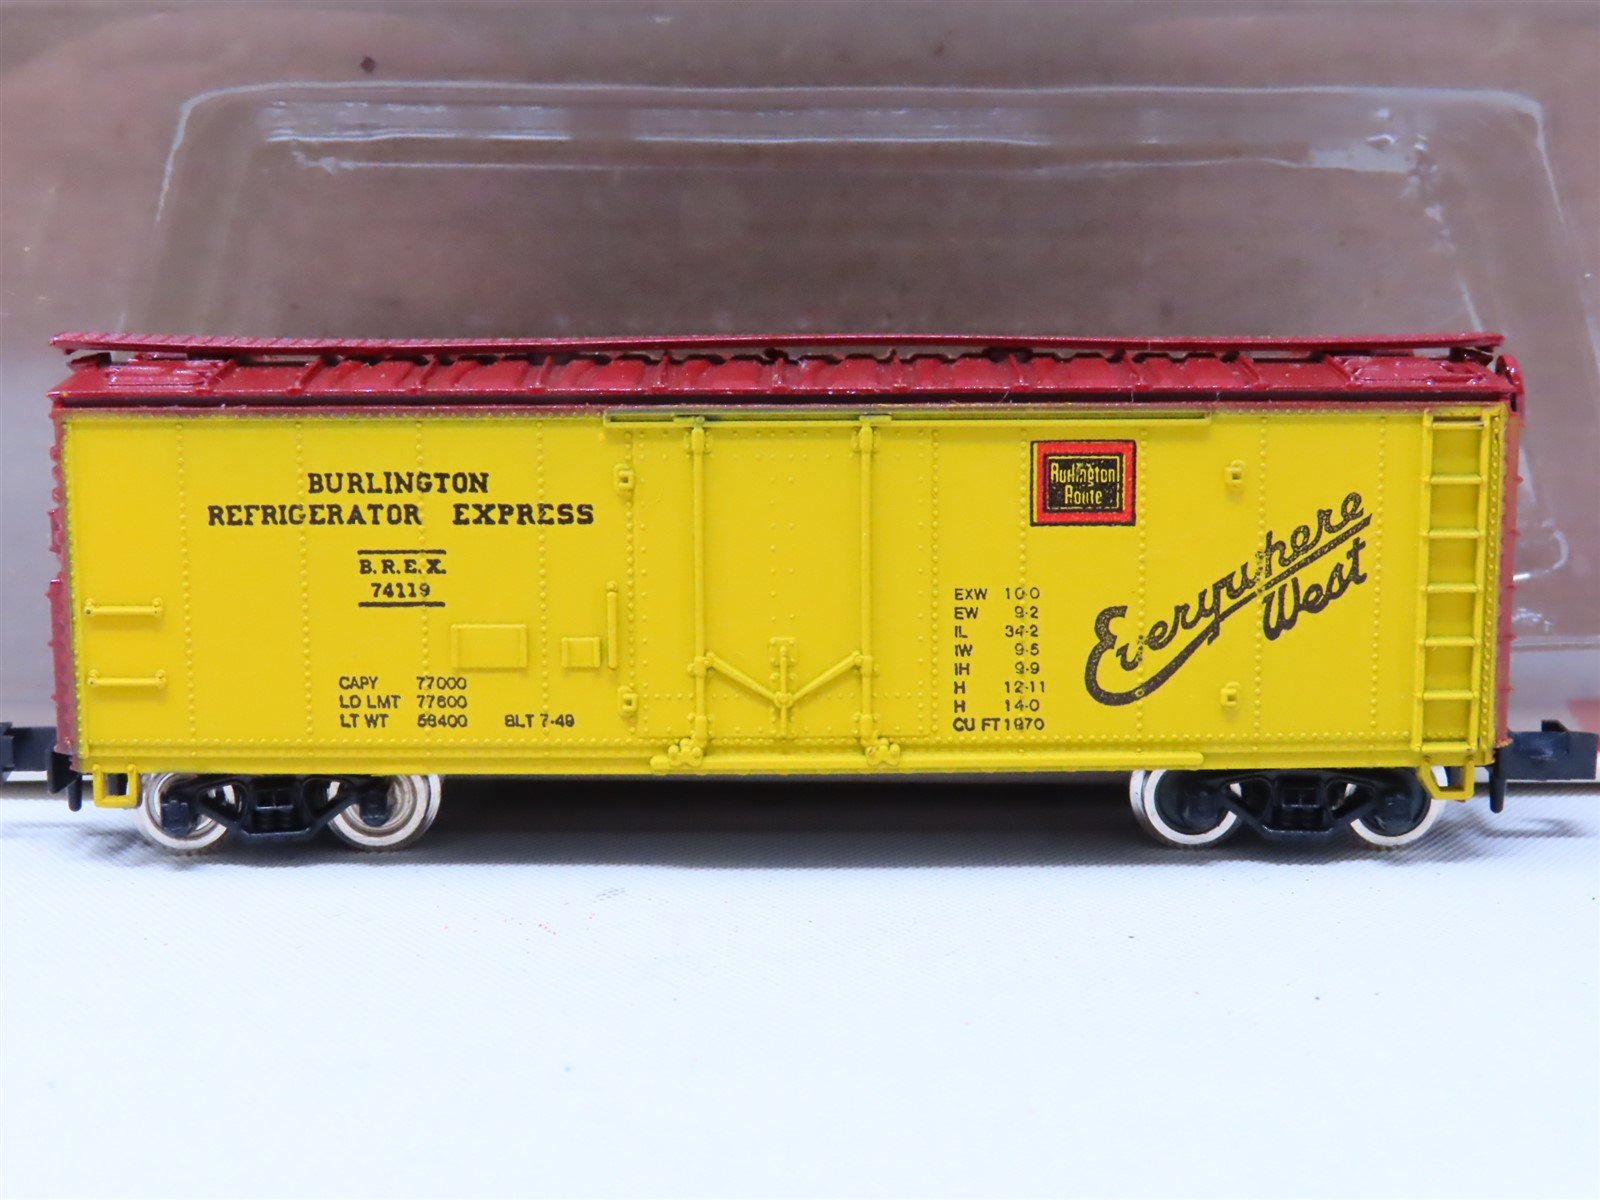 BURLINGTON
REFRIGERATOR EXPRESS
B.R.E.X.
74119
CAPY 77000
LD LMT 77600
LT WT 58400 BLT 7-49
Burlington
Route
Everywhere
West
EXW 10-0
EW 9-2
IL 34-2
IW 9-5
IH 9-9
H 12-11
H 14-0
CU FT 1970